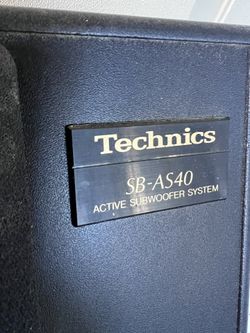 Technics
SB-AS40
ACTIVE SUBWOOFER SYSTEM